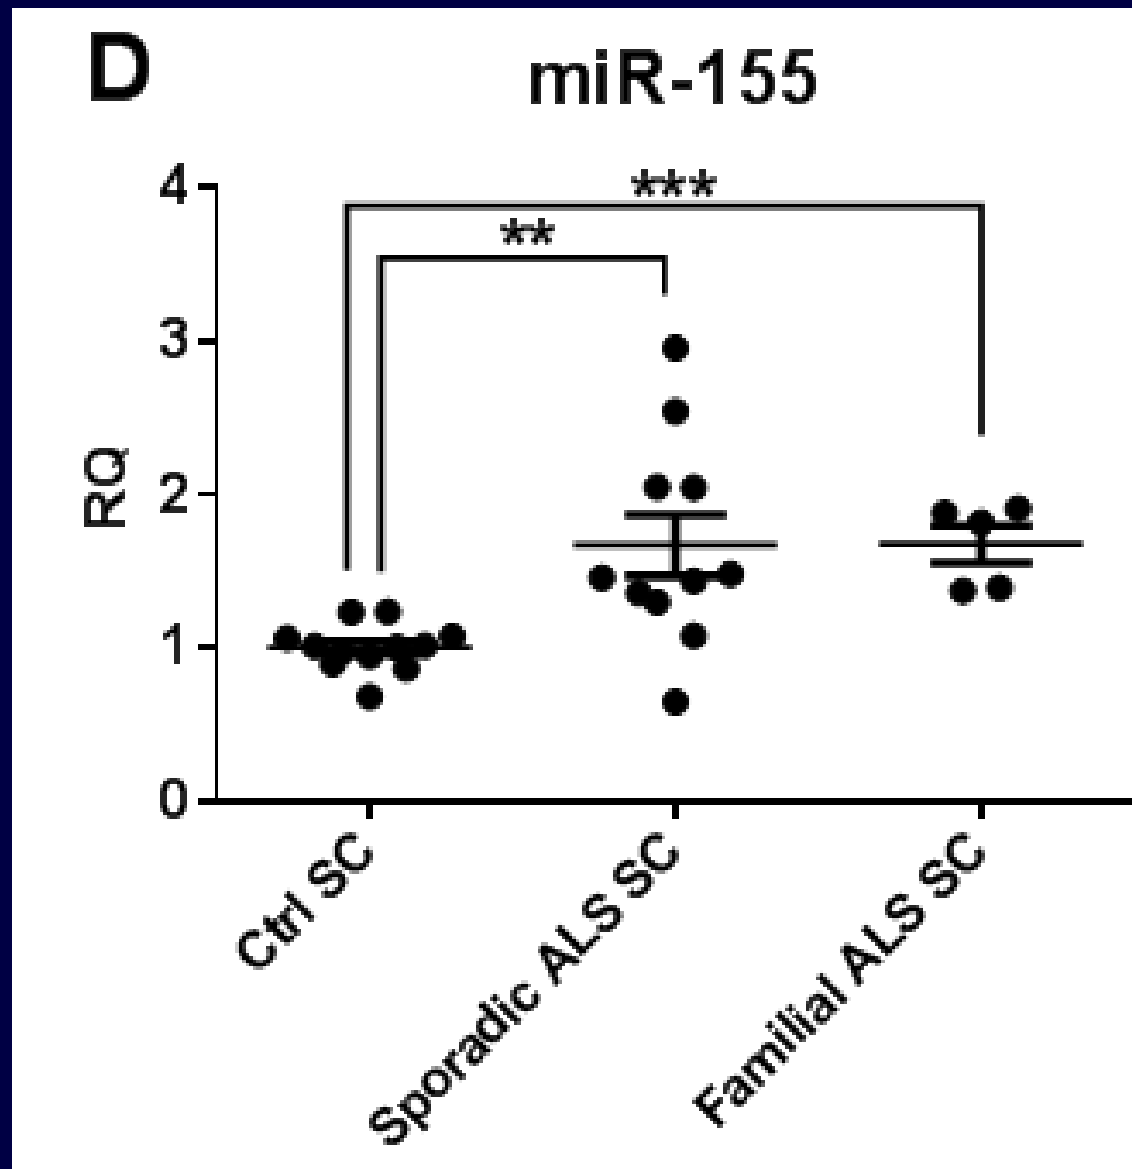 D
miR-155
4
***
**
3
RQ
2
1
0
Ctrl SC
Sporadic ALS SC
Familial ALS SC